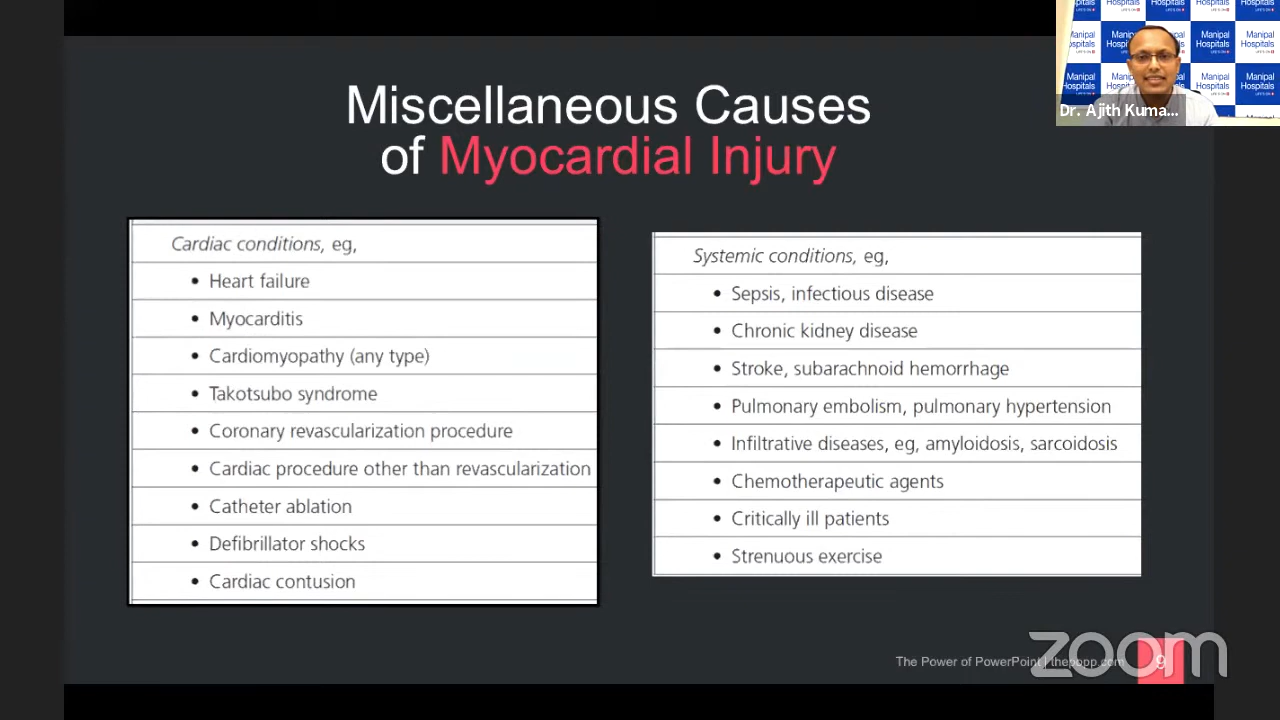 Miscellaneous Causes
of Myocardial Injury
Cardiac conditions, eg,
• Heart failure
• Myocarditis
• Cardiomyopathy (any type)
• Takotsubo syndrome
• Coronary revascularization procedure
• Cardiac procedure other than revascularization
• Catheter ablation
• Defibrillator shocks
• Cardiac contusion
Systemic conditions, eg,
• Sepsis, infectious disease
• Chronic kidney disease
• Stroke, subarachnoid hemorrhage
• Pulmonary embolism, pulmonary hypertension
• Infiltrative diseases, eg, amyloidosis, sarcoidosis
• Chemotherapeutic agents
• Critically ill patients
• Strenuous exercise
Manipal
Hospitals
Dr. Ajith Kuma...
The Power of PowerPoint | thepopp.com
9
zoom